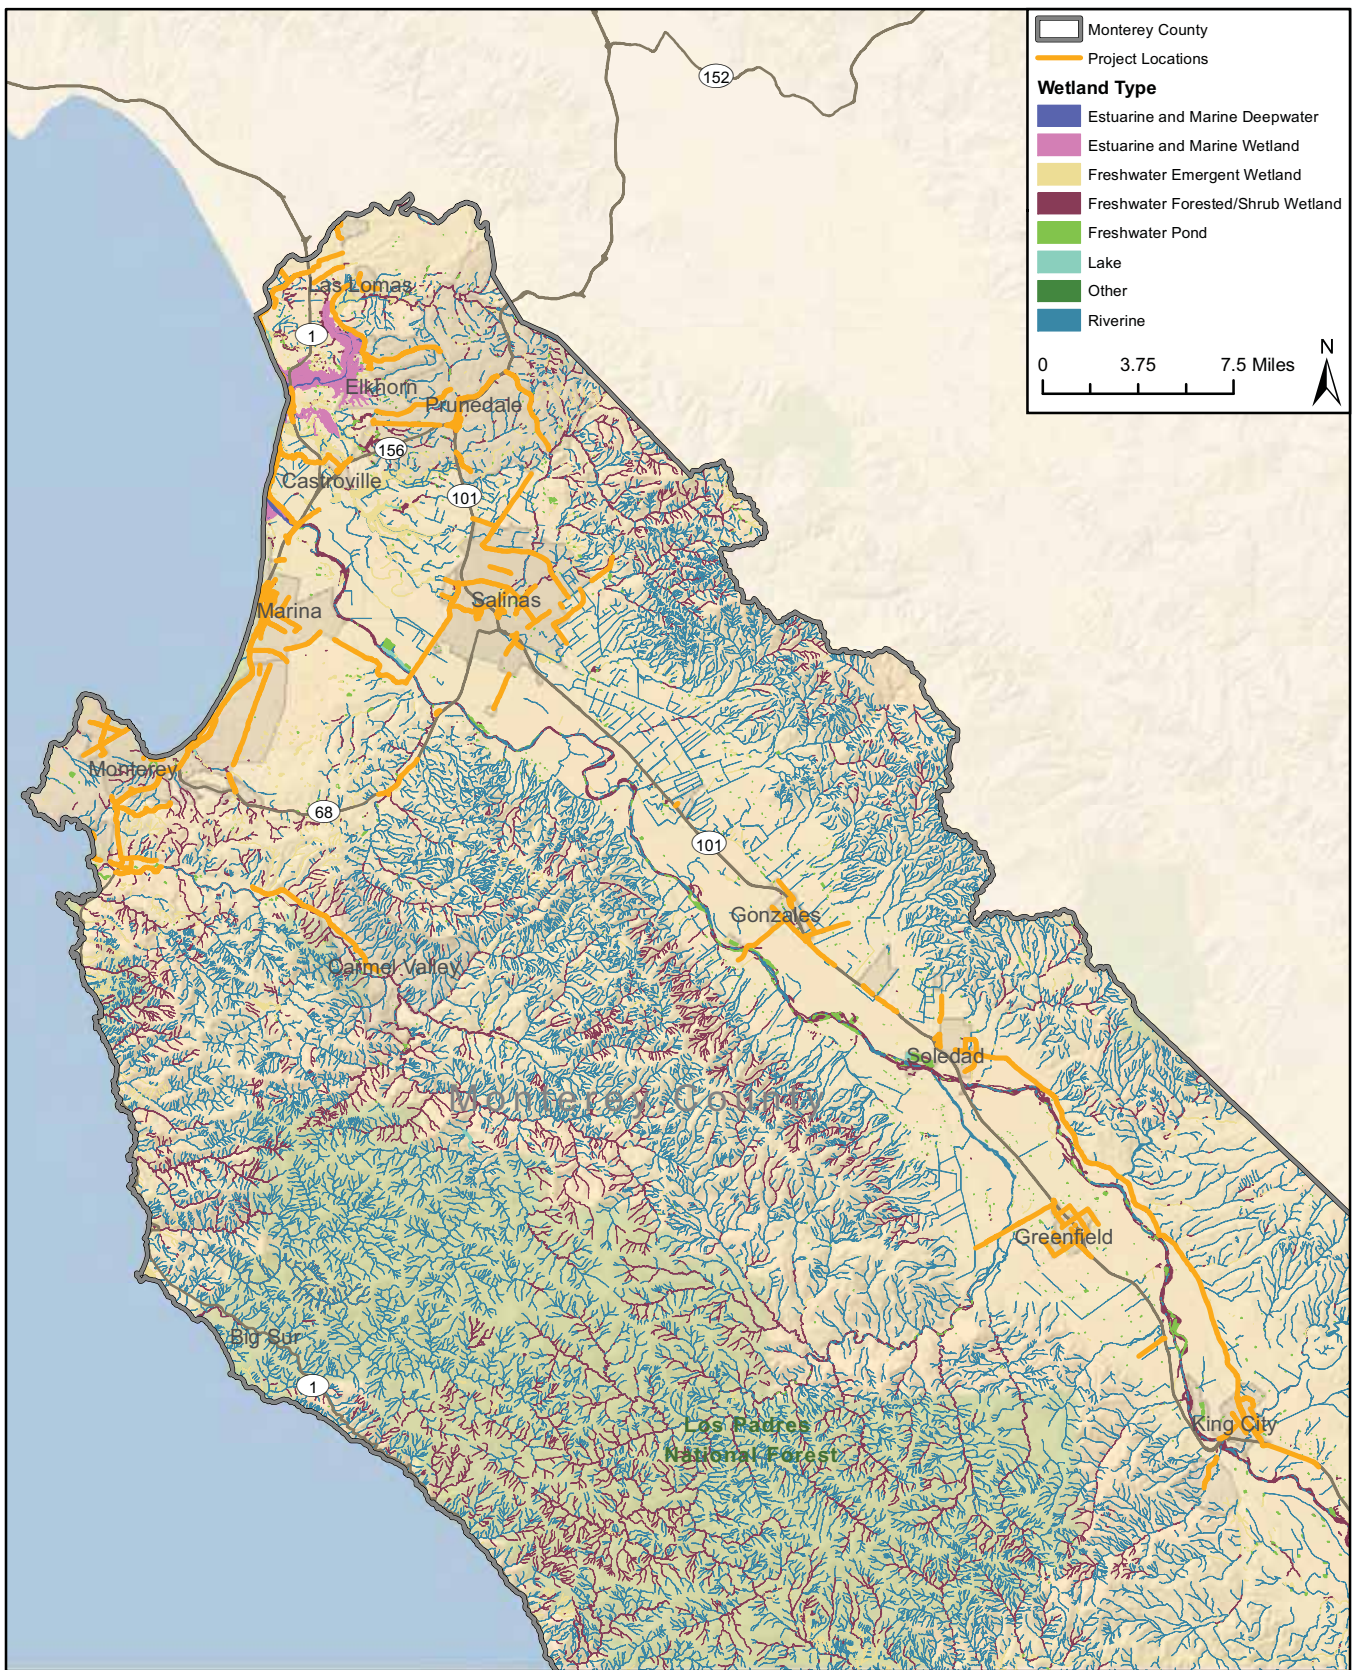 Monterey County
Project Locations
Wetland Type
Estuarine and Marine Deepwater
Estuarine and Marine Wetland
Freshwater Emergent Wetland
Freshwater Forested/Shrub Wetland
Freshwater Pond
Lake
Other
Riverine
0 3.75 7.5 Miles
N
152
Las Lomas
1
Elkhorn
Prunedale
156
Castroville
101
Salinas
Marina
Monterey
68
101
Gonzales
Carmel Valley
Soledad
Monterey County
Greenfield
Big Sur
1
Los Padres
National Forest
King City